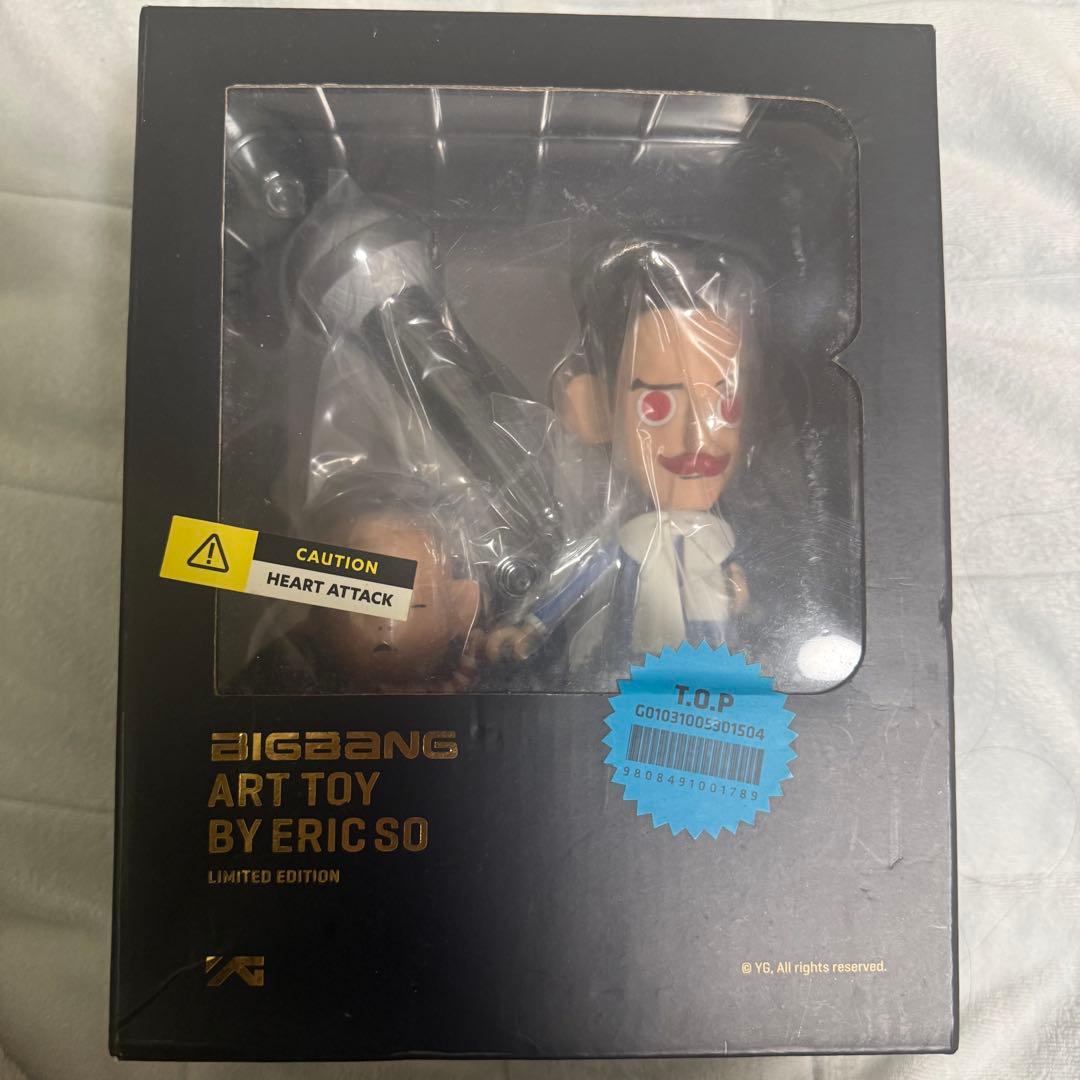 CAUTION
HEART ATTACK
T.O.P
G01031005301504
9808491001789
BIGBANG
ART TOY
BY ERIC SO
LIMITED EDITION
YG
© YG, All rights reserved.